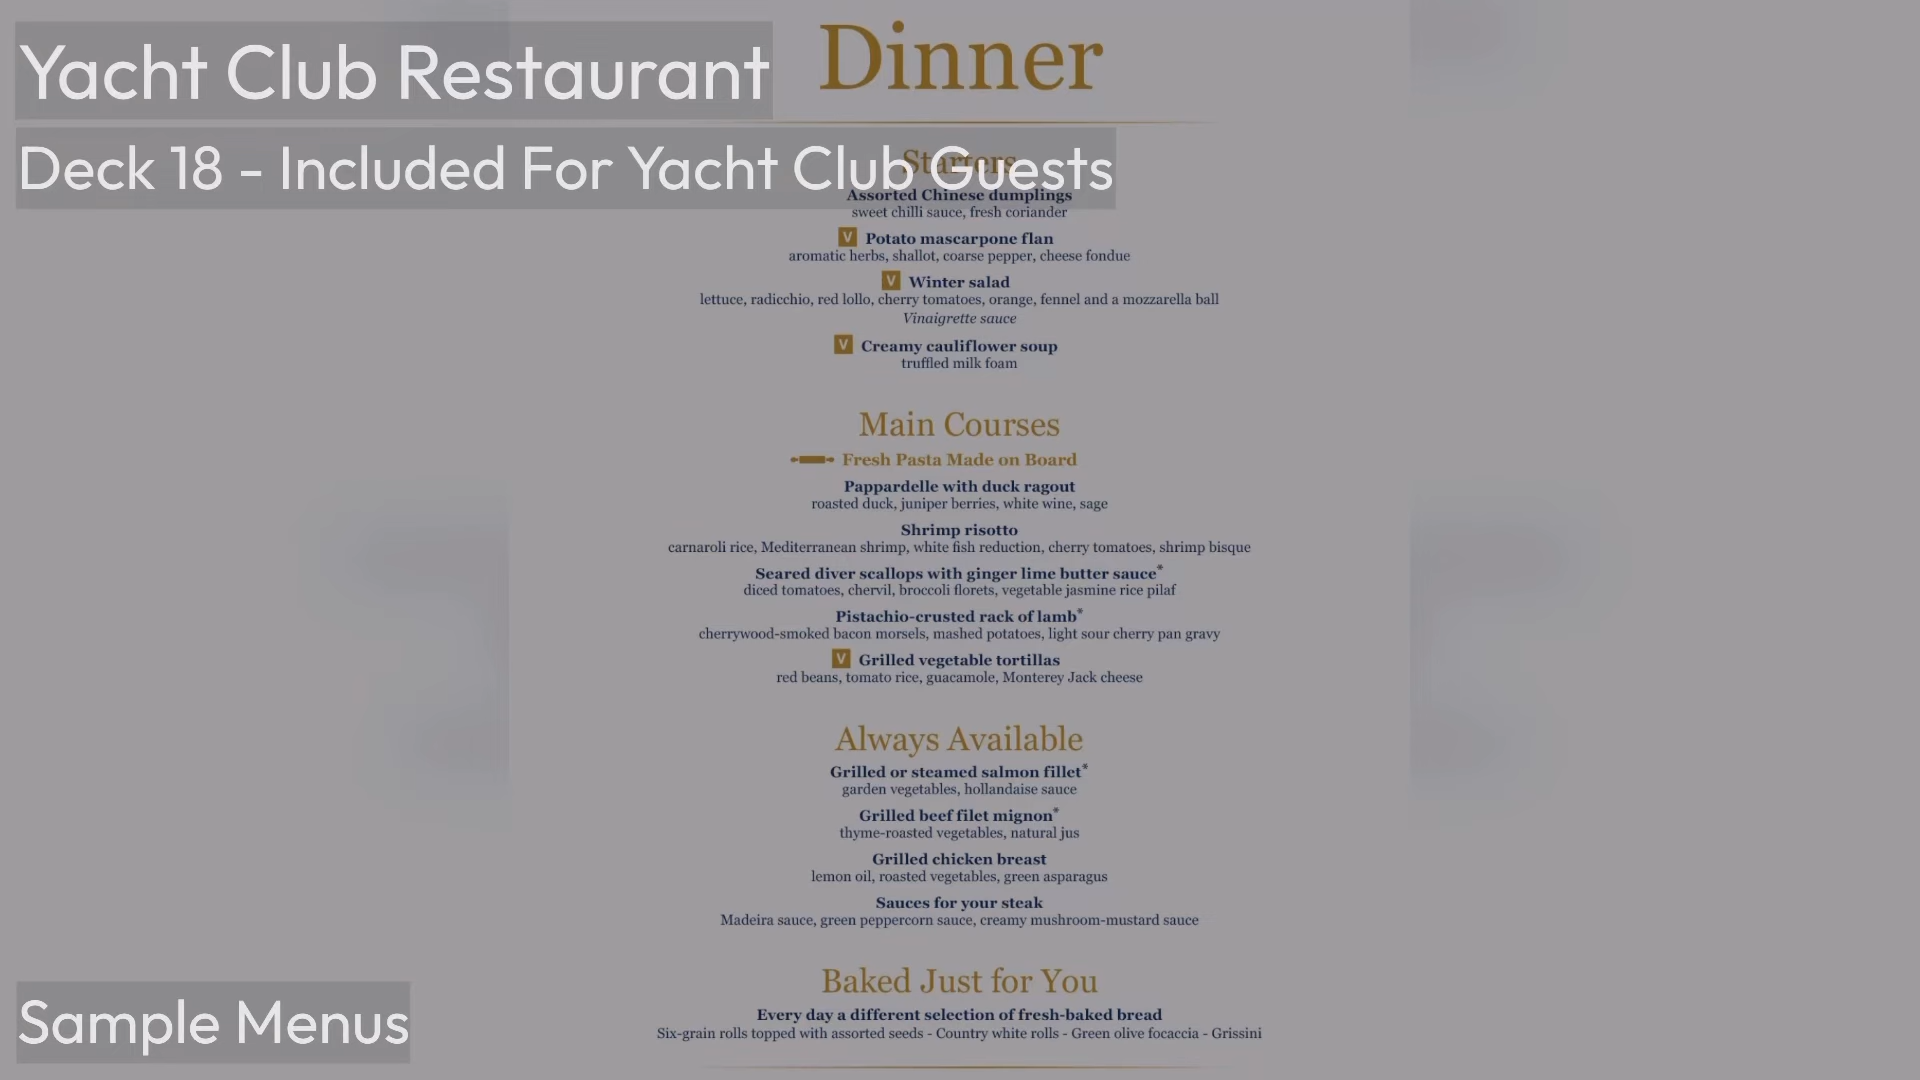 Yacht Club Restaurant
Deck 18 - Included For Yacht Club Guests
Dinner
Starters
Assorted Chinese dumplings
sweet chilli sauce, fresh coriander
V Potato mascarpone flan
aromatic herbs, shallot, coarse pepper, cheese fondue
V Winter salad
lettuce, radicchio, red lollo, cherry tomatoes, orange, fennel and a mozzarella ball
Vinaigrette sauce
V Creamy cauliflower soup
truffled milk foam
Main Courses
Fresh Pasta Made on Board
Pappardelle with duck ragout
roasted duck, juniper berries, white wine, sage
Shrimp risotto
carnaroli rice, Mediterranean shrimp, white fish reduction, cherry tomatoes, shrimp bisque
Seared diver scallops with ginger lime butter sauce*
diced tomatoes, chervil, broccoli florets, vegetable jasmine rice pilaf
Pistachio-crusted rack of lamb*
cherrywood-smoked bacon morsels, mashed potatoes, light sour cherry pan gravy
V Grilled vegetable tortillas
red beans, tomato rice, guacamole, Monterey Jack cheese
Always Available
Grilled or steamed salmon fillet*
garden vegetables, hollandaise sauce
Grilled beef filet mignon*
thyme-roasted vegetables, natural jus
Grilled chicken breast
lemon oil, roasted vegetables, green asparagus
Sauces for your steak
Madeira sauce, green peppercorn sauce, creamy mushroom-mustard sauce
Baked Just for You
Every day a different selection of fresh-baked bread
Six-grain rolls topped with assorted seeds - Country white rolls - Green olive focaccia - Grissini
Sample Menus